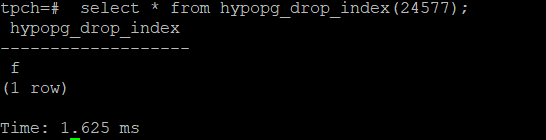 tpch=#  select * from hypopg_drop_index(24577);
 hypopg_drop_index
-------------------
 f
(1 row)

Time: 1.625 ms